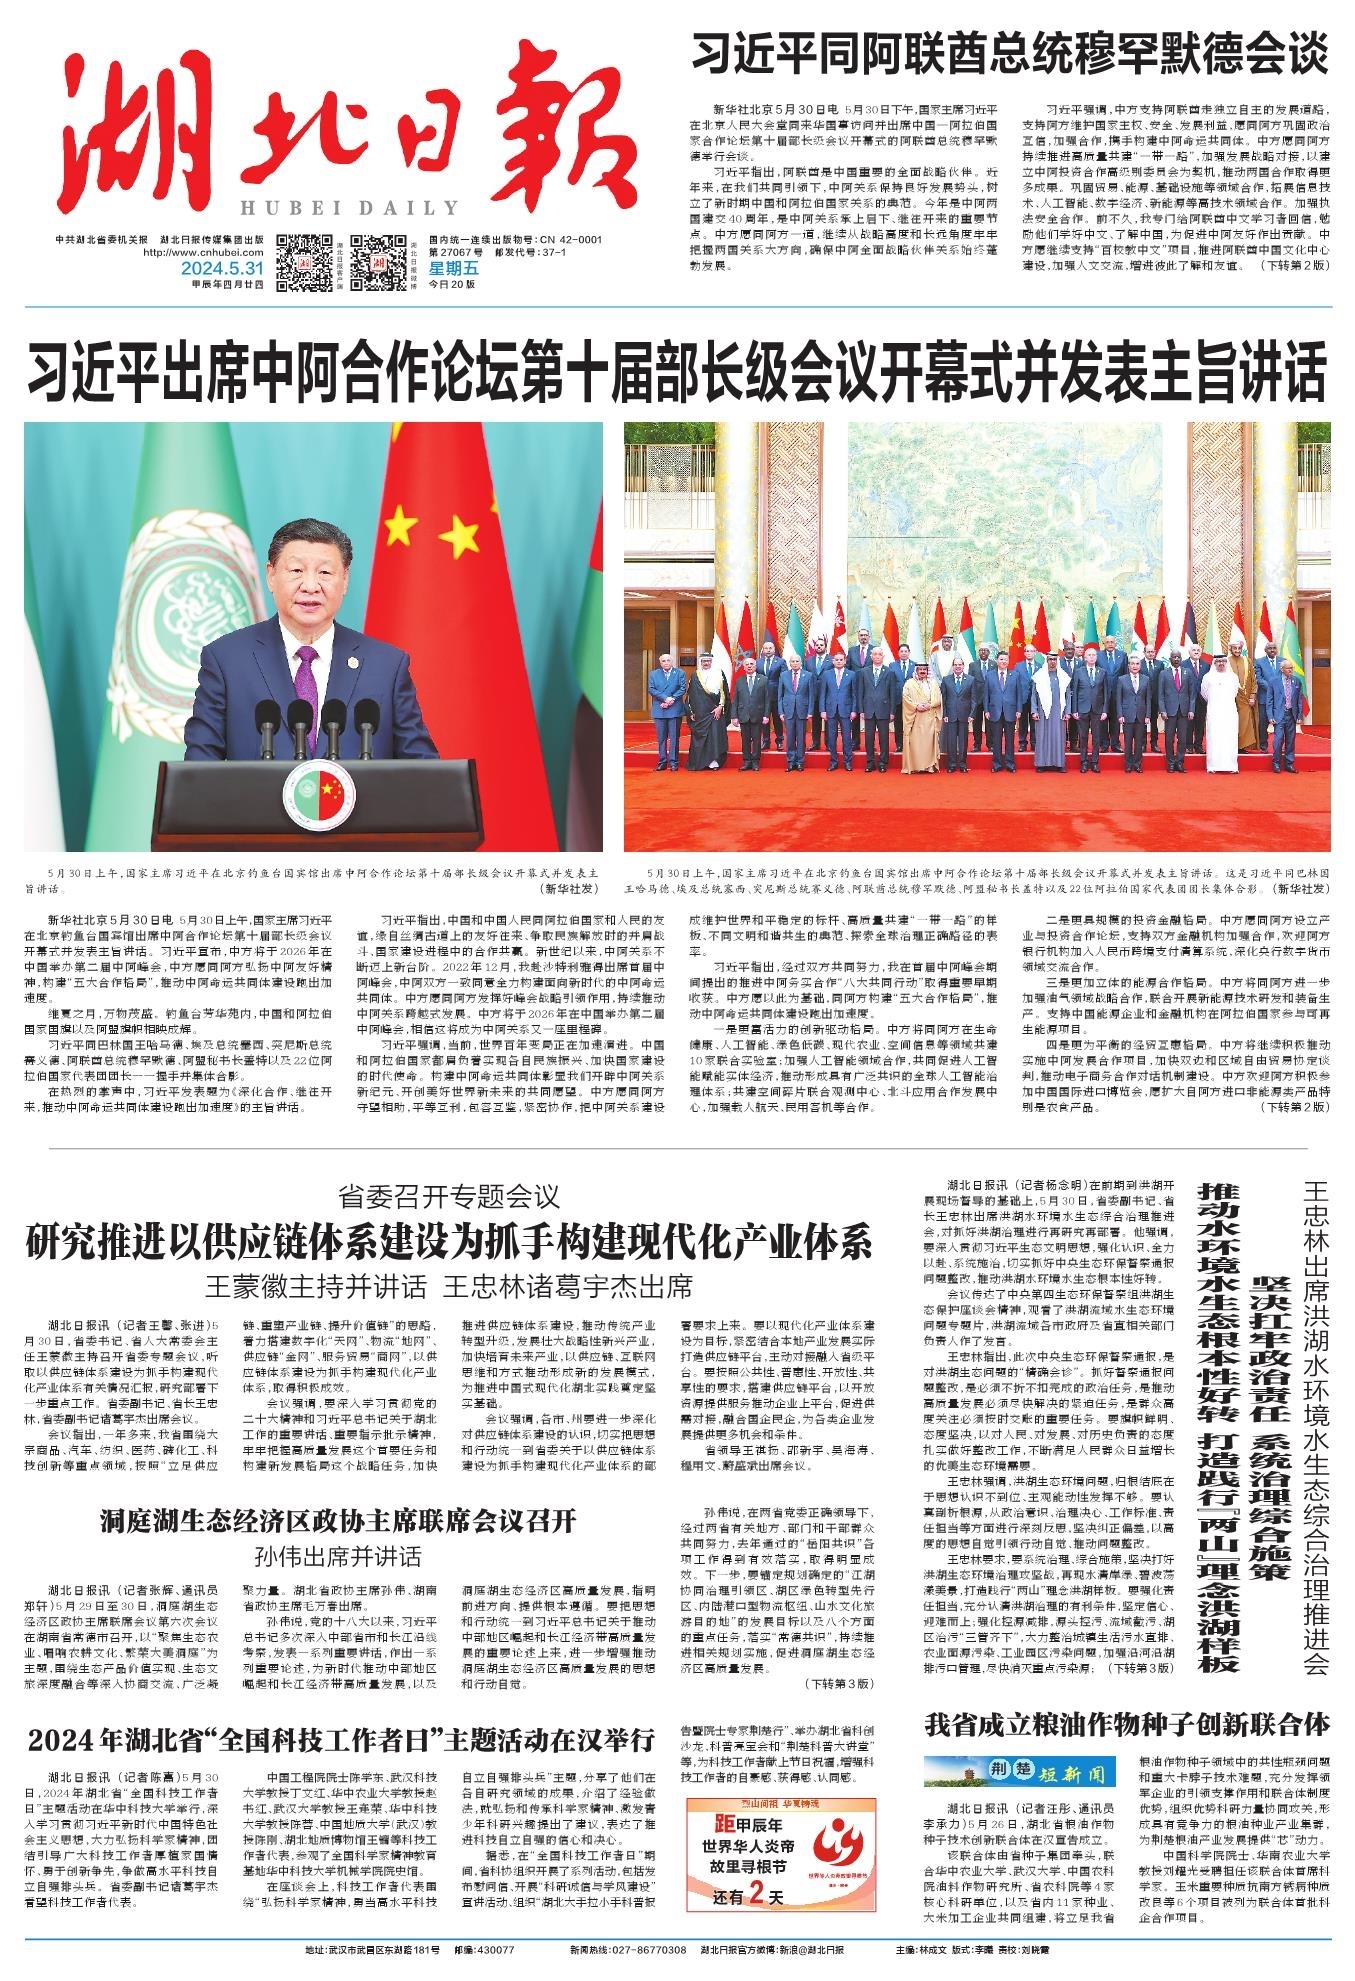 湖北日報
HUBEI DAILY
中共湖北省委机关报 湖北日报传媒集团出版
http://www.cnhubei.com
2024.5.31
甲辰年四月廿四
湖北日报客户端
湖北日报微博
国内统一连续出版物号:CN 42-0001
第27067号 邮发代号:37-1
星期五
今日20版
习近平同阿联酋总统穆罕默德会谈
新华社北京5月30日电 5月30日下午,国家主席习近平
在北京人民大会堂同来华国事访问并出席中国—阿拉伯国
家合作论坛第十届部长级会议开幕式的阿联酋总统穆罕默
德举行会谈。
习近平指出,阿联酋是中国重要的全面战略伙伴。近
年来,在我们共同引领下,中阿关系保持良好发展势头,树
立了新时期中国和阿拉伯国家关系的典范。今年是中阿两
国建交40周年,是中阿关系承上启下、继往开来的重要节
点。中方愿同阿方一道,继续从战略高度和长远角度牢牢
把握两国关系大方向,确保中阿全面战略伙伴关系始终蓬
勃发展。
习近平强调,中方支持阿联酋走独立自主的发展道路,
支持阿方维护国家主权、安全、发展利益,愿同阿方巩固政治
互信,加强合作,携手构建中阿命运共同体。中方愿同阿方
持续推进高质量共建“一带一路”,加强发展战略对接,以建
立中阿投资合作高级别委员会为契机,推动两国合作取得更
多成果。巩固贸易、能源、基础设施等领域合作,拓展信息技
术、人工智能、数字经济、新能源等高技术领域合作。加强执
法安全合作。前不久,我专门给阿联酋中文学习者回信,勉
励他们学好中文、了解中国,为促进中阿友好作出贡献。中
方愿继续支持“百校教中文”项目,推进阿联酋中国文化中心
建设,加强人文交流,增进彼此了解和友谊。 (下转第2版)
习近平出席中阿合作论坛第十届部长级会议开幕式并发表主旨讲话
5月30日上午,国家主席习近平在北京钓鱼台国宾馆出席中阿合作论坛第十届部长级会议开幕式并发表主
旨讲话。 (新华社发)
5月30日上午,国家主席习近平在北京钓鱼台国宾馆出席中阿合作论坛第十届部长级会议开幕式并发表主旨讲话。这是习近平同巴林国
王哈马德、埃及总统塞西、突尼斯总统赛义德、阿联酋总统穆罕默德、阿盟秘书长盖特以及22位阿拉伯国家代表团团长集体合影。 (新华社发)
新华社北京5月30日电 5月30日上午,国家主席习近平
在北京钓鱼台国宾馆出席中阿合作论坛第十届部长级会议
开幕式并发表主旨讲话。习近平宣布,中方将于2026年在
中国举办第二届中阿峰会,中方愿同阿方弘扬中阿友好精
神,构建“五大合作格局”,推动中阿命运共同体建设跑出加
速度。
维夏之月,万物茂盛。钓鱼台芳华苑内,中国和阿拉伯
国家国旗以及阿盟旗帜相映成辉。
习近平同巴林国王哈马德、埃及总统塞西、突尼斯总统
赛义德、阿联酋总统穆罕默德、阿盟秘书长盖特以及22位阿
拉伯国家代表团团长一一握手并集体合影。
在热烈的掌声中,习近平发表题为《深化合作、继往开
来,推动中阿命运共同体建设跑出加速度》的主旨讲话。
习近平指出,中国和中国人民同阿拉伯国家和人民的友
谊,缘自丝绸古道上的友好往来、争取民族解放时的并肩战
斗、国家建设进程中的合作共赢。新世纪以来,中阿关系不
断迈上新台阶。2022年12月,我赴沙特利雅得出席首届中
阿峰会,中阿双方一致同意全力构建面向新时代的中阿命运
共同体。中方愿同阿方发挥好峰会战略引领作用,持续推动
中阿关系跨越式发展。中方将于2026年在中国举办第二届
中阿峰会,相信这将成为中阿关系又一座里程碑。
习近平强调,当前,世界百年变局正在加速演进。中国
和阿拉伯国家都肩负着实现各自民族振兴、加快国家建设
的时代使命。构建中阿命运共同体彰显我们开辟中阿关系
新纪元、开创美好世界新未来的共同愿望。中方愿同阿方
守望相助,平等互利,包容互鉴,紧密协作,把中阿关系建设
成维护世界和平稳定的标杆、高质量共建“一带一路”的样
板、不同文明和谐共生的典范、探索全球治理正确路径的表
率。
习近平指出,经过双方共同努力,我在首届中阿峰会期
间提出的推进中阿务实合作“八大共同行动”取得重要早期
收获。中方愿以此为基础,同阿方构建“五大合作格局”,推
动中阿命运共同体建设跑出加速度。
一是更富活力的创新驱动格局。中方将同阿方在生命
健康、人工智能、绿色低碳、现代农业、空间信息等领域共建
10家联合实验室;加强人工智能领域合作,共同促进人工智
能赋能实体经济,推动形成具有广泛共识的全球人工智能治
理体系;共建空间碎片联合观测中心、北斗应用合作发展中
心,加强载人航天、民用客机等合作。
二是更具规模的投资金融格局。中方愿同阿方设立产
业与投资合作论坛,支持双方金融机构加强合作,欢迎阿方
银行机构加入人民币跨境支付清算系统,深化央行数字货币
领域交流合作。
三是更加立体的能源合作格局。中方将同阿方进一步
加强油气领域战略合作,联合开展新能源技术研发和装备生
产。支持中国能源企业和金融机构在阿拉伯国家参与可再
生能源项目。
四是更为平衡的经贸互惠格局。中方将继续积极推动
实施中阿发展合作项目,加快双边和区域自由贸易协定谈
判,推动电子商务合作对话机制建设。中方欢迎阿方积极参
加中国国际进口博览会,愿扩大自阿方进口非能源类产品特
别是农食产品。 (下转第2版)
省委召开专题会议
研究推进以供应链体系建设为抓手构建现代化产业体系
王蒙徽主持并讲话 王忠林诸葛宇杰出席
湖北日报讯 (记者王馨、张进)5
月30日,省委书记、省人大常委会主
任王蒙徽主持召开省委专题会议,听
取以供应链体系建设为抓手构建现代
化产业体系有关情况汇报,研究部署下
一步重点工作。省委副书记、省长王忠
林,省委副书记诸葛宇杰出席会议。
会议指出,一年多来,我省围绕大
宗商品、汽车、纺织、医药、磷化工、科
技创新等重点领域,按照“立足供应
链、重塑产业链、提升价值链”的思路,
着力搭建数字化“天网”、物流“地网”、
供应链“金网”、服务贸易“商网”,以供
应链体系建设为抓手构建现代化产业
体系,取得积极成效。
会议强调,要深入学习贯彻党的
二十大精神和习近平总书记关于湖北
工作的重要讲话、重要指示批示精神,
牢牢把握高质量发展这个首要任务和
构建新发展格局这个战略任务,加快
推进供应链体系建设,推动传统产业
转型升级,发展壮大战略性新兴产业,
加快培育未来产业,以供应链、互联网
思维和方式推动形成新的发展模式,
为推进中国式现代化湖北实践奠定坚
实基础。
会议强调,各市、州要进一步深化
对供应链体系建设的认识,切实把思想
和行动统一到省委关于以供应链体系
建设为抓手构建现代化产业体系的部
署要求上来。要以现代化产业体系建
设为目标,紧密结合本地产业发展实际
打造供应链平台,主动对接融入省级平
台。要按照公共性、普惠性、开放性、共
享性的要求,搭建供应链平台,以开放
资源提供服务推动企业上平台,促进供
需对接,融合国企民企,为各类企业发
展提供更多机会和条件。
省领导王祺扬、邵新宇、吴海涛、
程用文、蔚盛斌出席会议。
洞庭湖生态经济区政协主席联席会议召开
孙伟出席并讲话
湖北日报讯 (记者张辉、通讯员
郑轩)5月29日至30日,洞庭湖生态
经济区政协主席联席会议第六次会议
在湖南省常德市召开,以“聚焦生态农
业、唱响农耕文化、繁荣大美洞庭”为
主题,围绕生态产品价值实现、生态文
旅深度融合等深入协商交流、广泛凝
聚力量。湖北省政协主席孙伟、湖南
省政协主席毛万春出席。
孙伟说,党的十八大以来,习近平
总书记多次深入中部省市和长江沿线
考察,发表一系列重要讲话,作出一系
列重要论述,为新时代推动中部地区
崛起和长江经济带高质量发展,以及
洞庭湖生态经济区高质量发展,指明
前进方向、提供根本遵循。要把思想
和行动统一到习近平总书记关于推动
中部地区崛起和长江经济带高质量发
展的重要论述上来,进一步增强推动
洞庭湖生态经济区高质量发展的思想
和行动自觉。
孙伟说,在两省党委正确领导下,
经过两省有关地方、部门和干部群众
共同努力,去年通过的“岳阳共识”各
项工作得到有效落实,取得明显成
效。下一步,要锚定规划确定的“江湖
协同治理引领区、湖区绿色转型先行
区、内陆港口型物流枢纽、山水文化旅
游目的地”的发展目标以及八个方面
的重点任务,落实“常德共识”,持续推
进相关规划实施,促进洞庭湖生态经
济区高质量发展。
(下转第3版)
2024年湖北省“全国科技工作者日”主题活动在汉举行
湖北日报讯 (记者陈熹)5月30
日,2024年湖北省“全国科技工作者
日”主题活动在华中科技大学举行,深
入学习贯彻习近平新时代中国特色社
会主义思想,大力弘扬科学家精神,团
结引导广大科技工作者厚植家国情
怀、勇于创新争先,争做高水平科技自
立自强排头兵。省委副书记诸葛宇杰
看望科技工作者代表。
中国工程院院士陈学东、武汉科技
大学教授丁文红、华中农业大学教授赵
书红、武汉大学教授王甫荣、华中科技
大学教授陈蓉、中国地质大学(武汉)教
授陈刚、湖北地质博物馆王镭等科技工
作者代表,参观了全国科学家精神教育
基地华中科技大学机械学院院史馆。
在座谈会上,科技工作者代表围
绕“弘扬科学家精神,勇当高水平科技
自立自强排头兵”主题,分享了他们在
各自研究领域的成果,介绍了经验做
法,就弘扬和传承科学家精神、激发青
少年科研兴趣提出了建议,表达了推
进科技自立自强的信心和决心。
据悉,在“全国科技工作者日”期
间,省科协组织开展了系列活动,包括发
布慰问信、开展“科研诚信与学风建设”
宣讲活动、组织“湖北大手拉小手科普报
告暨院士专家荆楚行”、举办湖北省科创
沙龙、科普亮宝会和“荆楚科普大讲堂”
等,为科技工作者献上节日祝福,增强科
技工作者的自豪感、获得感、认同感。
烈山问祖 华夏铸魂
距甲辰年
世界华人炎帝
故里寻根节
还有2天
世界华人炎帝故里寻根节
湖北日报讯 (记者杨念明)在前期到洪湖开
展现场督导的基础上,5月30日,省委副书记、省
长王忠林出席洪湖水环境水生态综合治理推进
会,对抓好洪湖治理进行再研究再部署。他强调,
要深入贯彻习近平生态文明思想,强化认识、全力
以赴、系统施治,切实抓好中央生态环保督察通报
问题整改,推动洪湖水环境水生态根本性好转。
会议传达了中央第四生态环保督察组洪湖生
态保护座谈会精神,观看了洪湖流域水生态环境
问题专题片,洪湖流域各市政府及省直相关部门
负责人作了发言。
王忠林指出,此次中央生态环保督察通报,是
对洪湖生态问题的“精确会诊”。抓好督察通报问
题整改,是必须不折不扣完成的政治任务,是推动
高质量发展必须尽快解决的紧迫任务,是群众高
度关注必须按时交账的重要任务。要旗帜鲜明、
态度坚决,以对人民、对发展、对历史负责的态度
扎实做好整改工作,不断满足人民群众日益增长
的优美生态环境需要。
王忠林强调,洪湖生态环境问题,归根结底在
于思想认识不到位、主观能动性发挥不够。要认
真剖析根源,从政治意识、治理决心、工作标准、责
任担当等方面进行深刻反思,坚决纠正偏差,以高
度的思想自觉引领行动自觉、推动问题整改。
王忠林要求,要系统治理、综合施策,坚决打好
洪湖生态环境治理攻坚战,再现水清岸绿、碧波荡
漾美景,打造践行“两山”理念洪湖样板。要强化责
任担当,充分认清洪湖治理的有利条件,坚定信心、
迎难而上;强化控源减排,源头控污、流域截污、湖
区治污“三管齐下”,大力整治城镇生活污水直排、
农业面源污染、工业园区污染问题,加强沿河沿湖
排污口管理,尽快消灭重点污染源; (下转第3版)
王忠林出席洪湖水环境水生态综合治理推进会
坚决扛牢政治责任 系统治理综合施策
推动水环境水生态根本性好转 打造践行『两山』理念洪湖样板
我省成立粮油作物种子创新联合体
荆楚短新闻
湖北日报讯 (记者汪彤、通讯员
李承力)5月26日,湖北省粮油作物
种子技术创新联合体在汉宣告成立。
该联合体由省种子集团牵头,联
合华中农业大学、武汉大学、中国农科
院油料作物研究所、省农科院等4家
核心科研单位,以及省内11家种业、
大米加工企业共同组建,将立足我省
粮油作物种子领域中的共性瓶颈问题
和重大卡脖子技术难题,充分发挥领
军企业的引领支撑作用和联合体制度
优势,组织优势科研力量协同攻关,形
成具有竞争力的粮油种业产业集群,
为荆楚粮油产业发展提供“芯”动力。
中国科学院院士、华南农业大学
教授刘耀光受聘担任该联合体首席科
学家。玉米重要种质抗南方锈病种质
改良等6个项目被列为联合体首批科
企合作项目。
地址:武汉市武昌区东湖路181号 邮编:430077 新闻热线:027-86770308 湖北日报官方微博:新浪@湖北日报 主编:林成文 版式:李曦 责校:刘晓霞